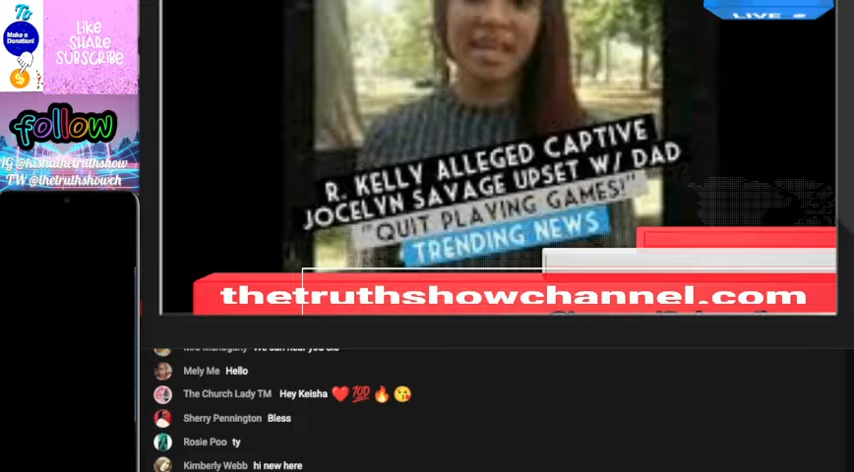 To
Make a
Donation!
LIKE
SHARE
SUBSCRIBE
follow
IG @kishathetruthshow
TW @thetruthshowch
LIVE
R. KELLY ALLEGED CAPTIVE
JOCELYN SAVAGE UPSET W/ DAD
"QUIT PLAYING GAMES!"
TRENDING NEWS
thetruthshowchannel.com
Mely Me Hello
The Church Lady TM Hey Keisha ❤️ 💯 🔥 😘
Sherry Pennington Bless
Rosie Poo ty
Kimberly Webb hi new here